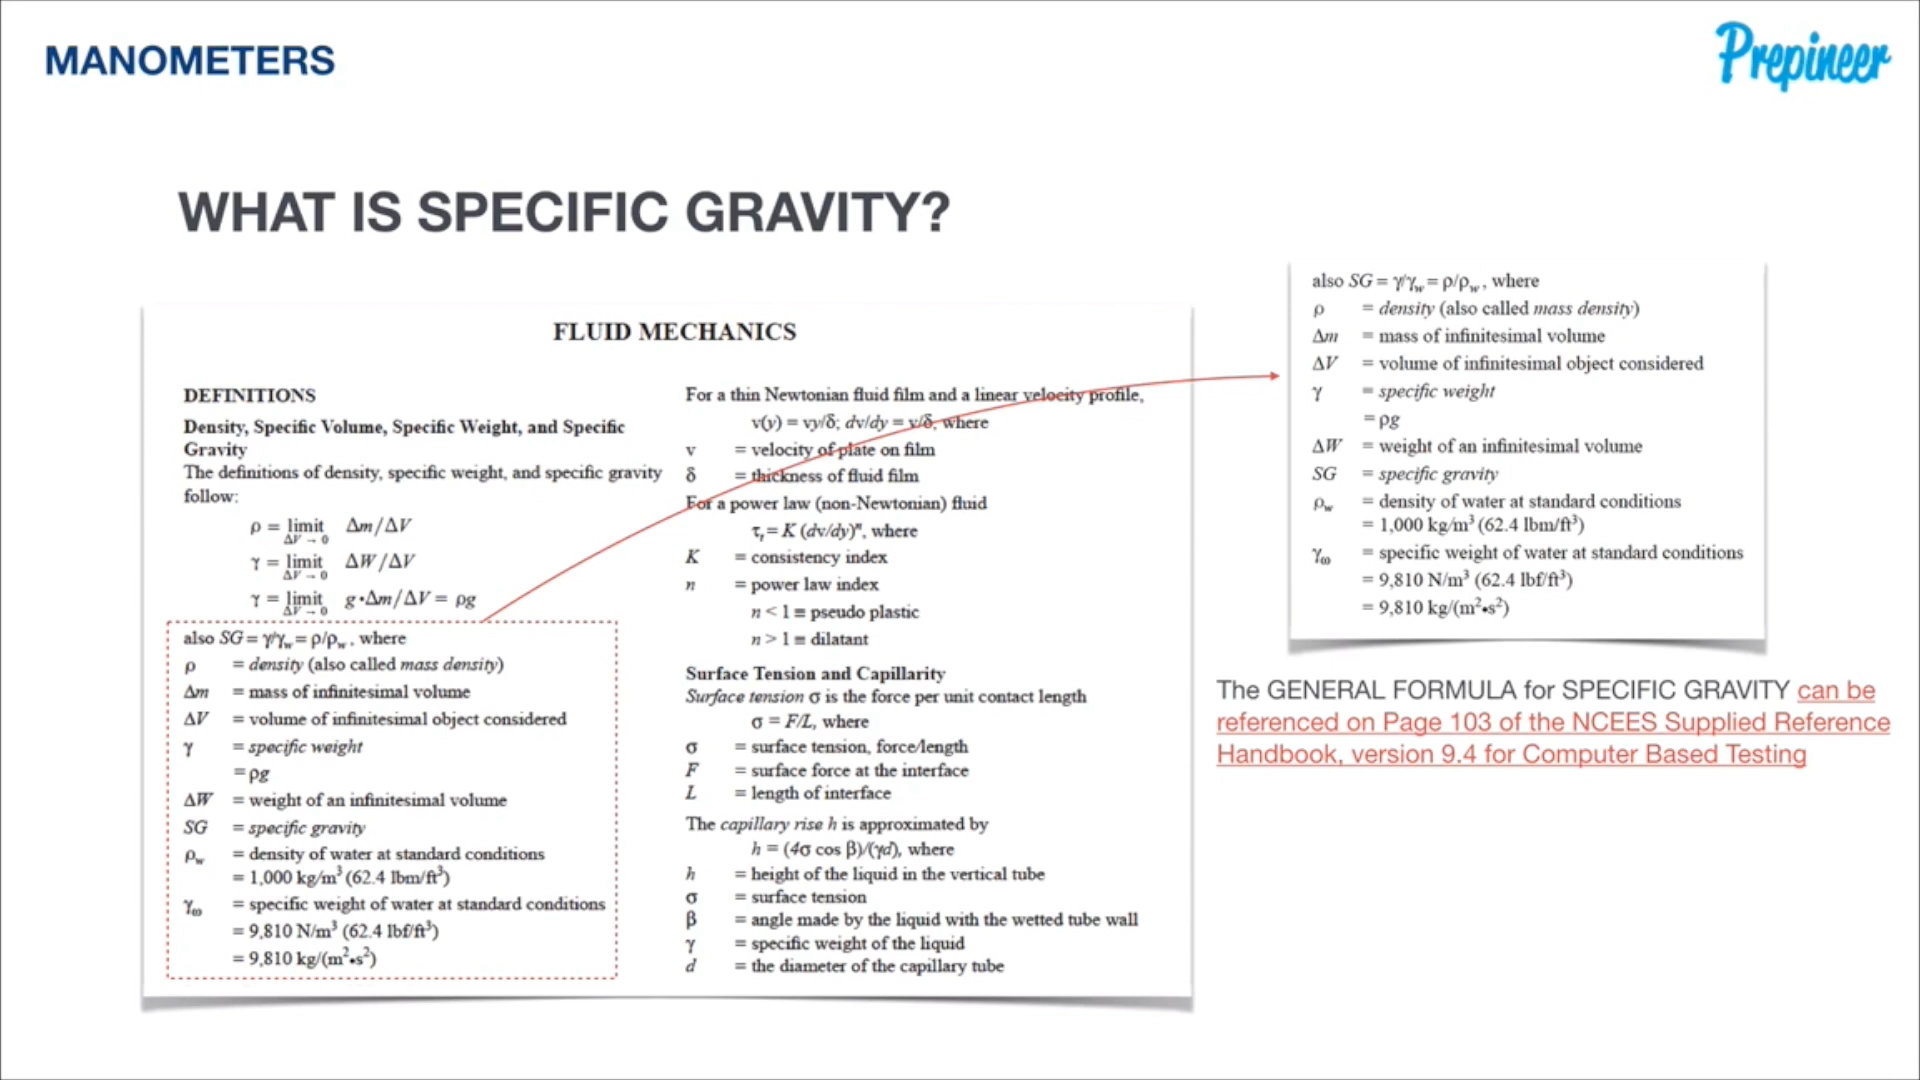 MANOMETERS
Prepineer
WHAT IS SPECIFIC GRAVITY?
FLUID MECHANICS
DEFINITIONS
Density, Specific Volume, Specific Weight, and Specific
Gravity
The definitions of density, specific weight, and specific gravity
follow:
ρ = limit Δm/ΔV
ΔV → 0
γ = limit ΔW/ΔV
ΔV → 0
γ = limit g•Δm/ΔV = ρg
ΔV → 0
also SG = γ/γw = ρ/ρw, where
ρ = density (also called mass density)
Δm = mass of infinitesimal volume
ΔV = volume of infinitesimal object considered
γ = specific weight
= ρg
ΔW = weight of an infinitesimal volume
SG = specific gravity
ρw = density of water at standard conditions
= 1,000 kg/m³ (62.4 lbm/ft³)
γω = specific weight of water at standard conditions
= 9,810 N/m³ (62.4 lbf/ft³)
= 9,810 kg/(m²•s²)
For a thin Newtonian fluid film and a linear velocity profile,
v(y) = vy/δ; dv/dy = v/δ, where
v = velocity of plate on film
δ = thickness of fluid film
For a power law (non-Newtonian) fluid
τt = K (dv/dy)ⁿ, where
K = consistency index
n = power law index
n < 1 ≡ pseudo plastic
n > 1 ≡ dilatant
Surface Tension and Capillarity
Surface tension σ is the force per unit contact length
σ = F/L, where
σ = surface tension, force/length
F = surface force at the interface
L = length of interface
The capillary rise h is approximated by
h = (4σ cos β)/(γd), where
h = height of the liquid in the vertical tube
σ = surface tension
β = angle made by the liquid with the wetted tube wall
γ = specific weight of the liquid
d = the diameter of the capillary tube
also SG = γ/γw = ρ/ρw, where
ρ = density (also called mass density)
Δm = mass of infinitesimal volume
ΔV = volume of infinitesimal object considered
γ = specific weight
= ρg
ΔW = weight of an infinitesimal volume
SG = specific gravity
ρw = density of water at standard conditions
= 1,000 kg/m³ (62.4 lbm/ft³)
γω = specific weight of water at standard conditions
= 9,810 N/m³ (62.4 lbf/ft³)
= 9,810 kg/(m²•s²)
The GENERAL FORMULA for SPECIFIC GRAVITY can be
referenced on Page 103 of the NCEES Supplied Reference
Handbook, version 9.4 for Computer Based Testing